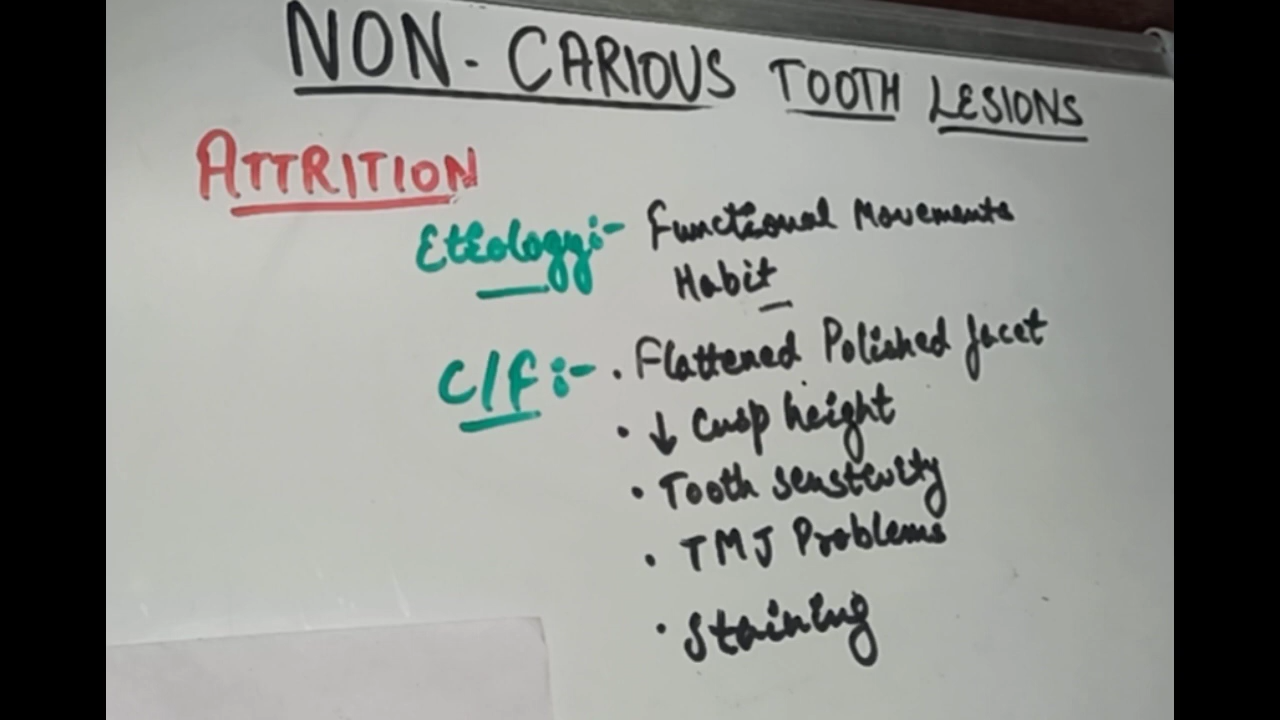 NON-CARIOUS TOOTH LESIONS
ATTRITION
Etiology:- Functional Movements
Habit
C/F:- • Flattened Polished facet
• ↓ Cusp height
• Tooth senstivity
• TMJ Problems
• Staining